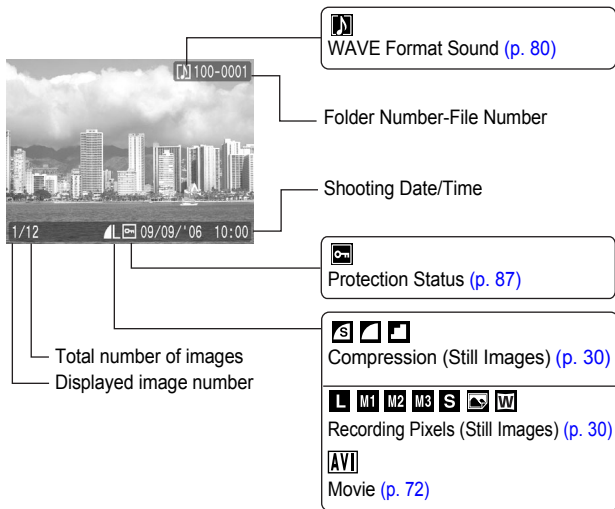 WAVE Format Sound (p. 80)
100-0001
Folder Number-File Number
Shooting Date/Time
1/12 L 09/09/'06 10:00
Protection Status (p. 87)
S
Compression (Still Images) (p. 30)
Total number of images
Displayed image number
L M1 M2 M3 S W
Recording Pixels (Still Images) (p. 30)
AVI
Movie (p. 72)